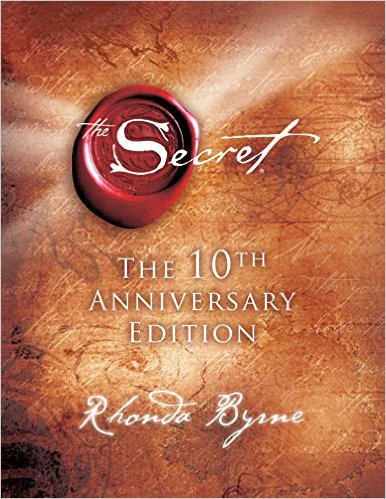 the Secret®
THE 10TH
ANNIVERSARY
EDITION
Rhonda Byrne